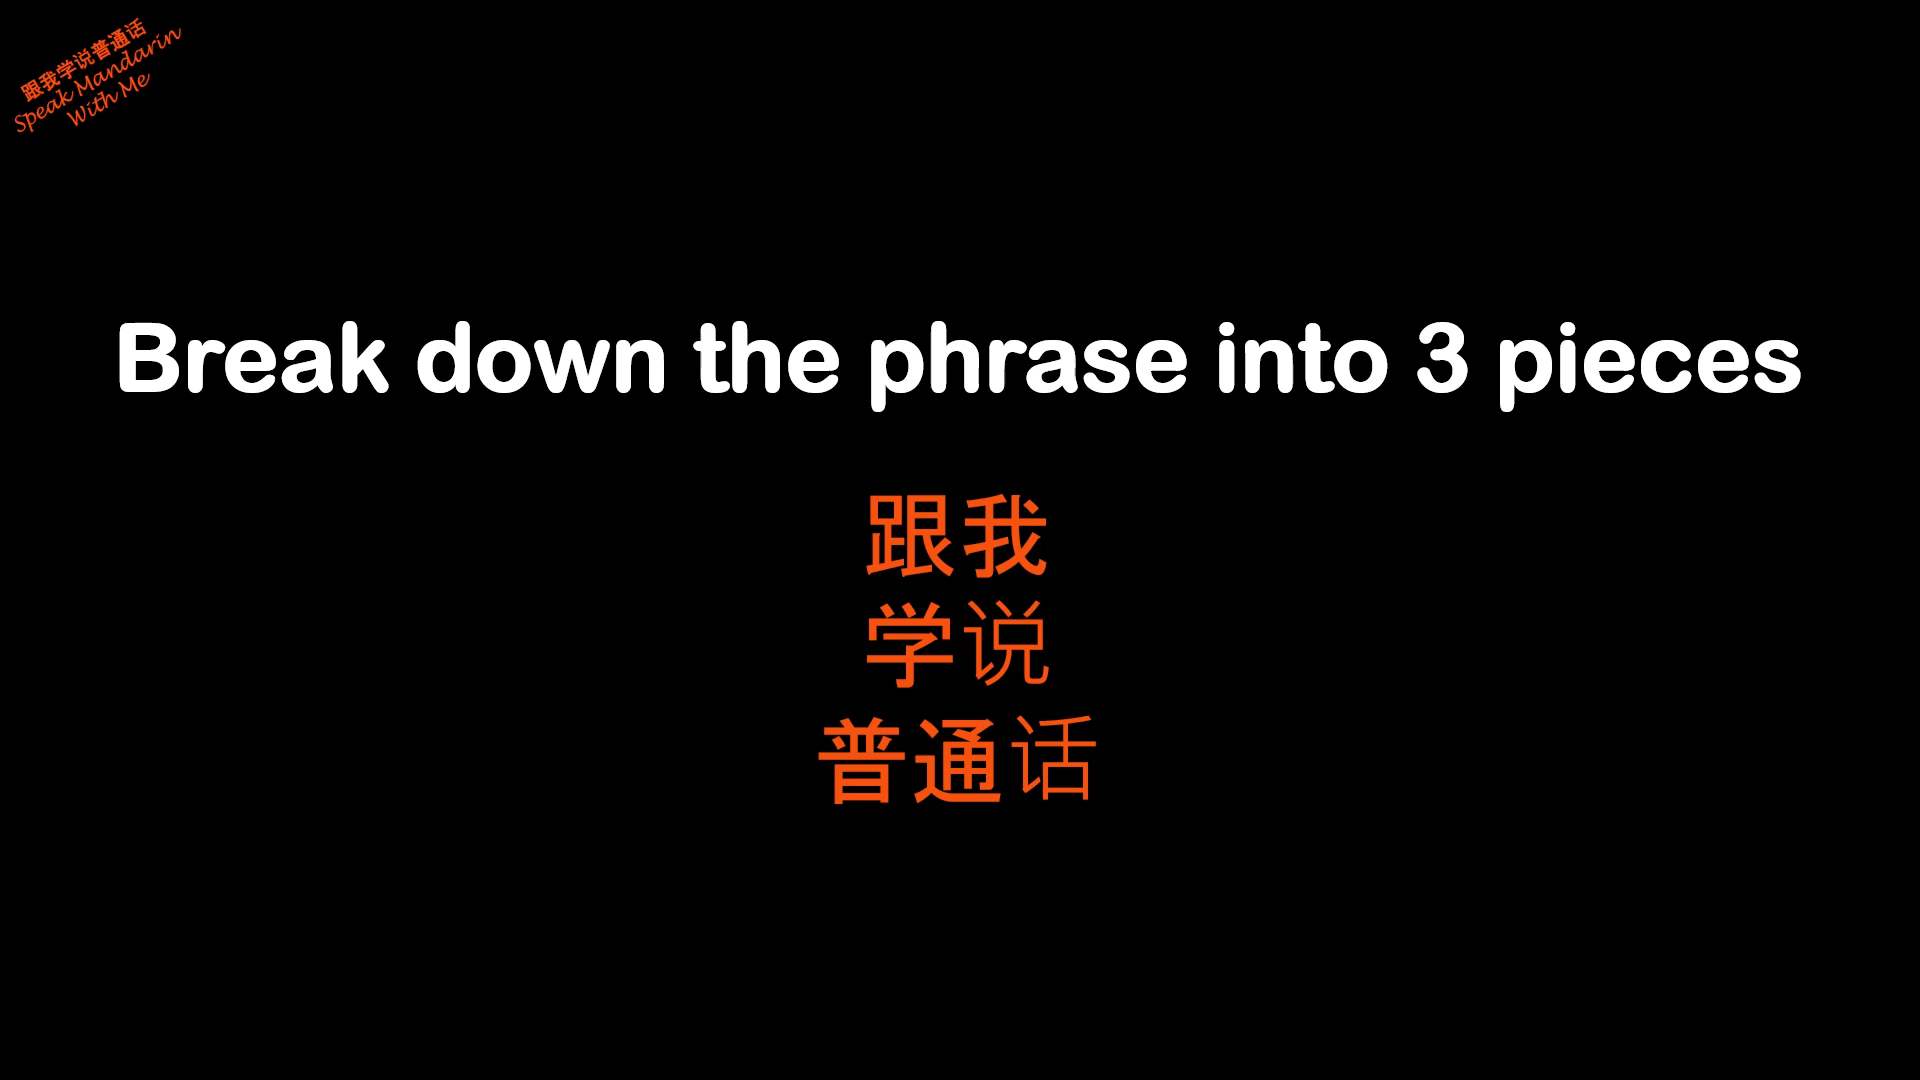 跟我学说普通话
Speak Mandarin
With Me
Break down the phrase into 3 pieces
跟我
学说
普通话